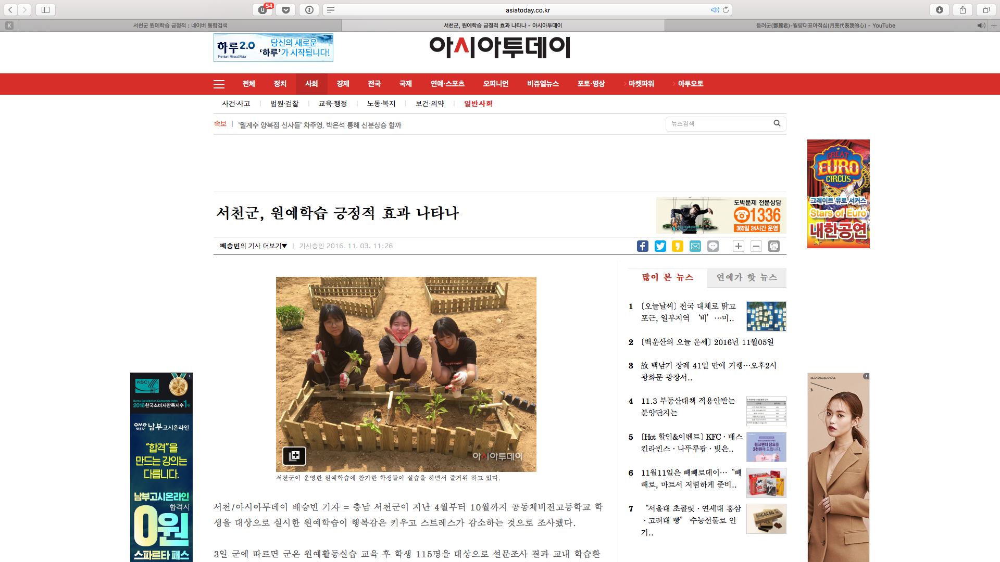 54
asiatoday.co.kr
K
서천군 원예학습 긍정적 : 네이버 통합검색
서천군, 원예학습 긍정적 효과 나타나 - 아시아투데이
등려군(鄧麗君)-월량대표아적심(月亮代表我的心) - YouTube
하루2.0
Premium Mineral Water
당신의 새로운
‘하루’가 시작됩니다!
아시아투데이
전체 정치 사회 경제 전국 국제 연예·스포츠 오피니언 비쥬얼뉴스 포토·영상 마켓파워 아투오토
사건·사고 법원·검찰 교육·행정 노동·복지 보건·의약 일반사회
속보 | ‘월계수 양복점 신사들’ 차주영, 박은석 통해 신분상승 할까
뉴스검색
서천군, 원예학습 긍정적 효과 나타나
도박문제 전문상담
1336
365일 24시간 운영
배승빈의 기사 더보기▼ | 기사승인 2016. 11. 03. 11:26
GREAT
EURO
CIRCUS
그레이트 유로 서커스
Stars of Euro
내한공연
아시아투데이
서천군이 운영한 원예학습에 참가한 학생들이 실습을 하면서 즐거워 하고 있다.
서천/아시아투데이 배승빈 기자 = 충남 서천군이 지난 4월부터 10월까지 공동체비전고등학교 학
생을 대상으로 실시한 원예학습이 행복감은 키우고 스트레스가 감소하는 것으로 조사됐다.
3일 군에 따르면 군은 원예활동실습 교육 후 학생 115명을 대상으로 설문조사 결과 교내 학습환
많이 본 뉴스 연예가 핫 뉴스
1 [오늘날씨] 전국 대체로 맑고
포근, 일부지역 ‘비’…미..
2 [백운산의 오늘 운세] 2016년 11월05일
3 故 백남기 장례 41일 만에 거행…오후2시
광화문 광장서..
4 11.3 부동산대책 적용안받는
분양단지는
5 [Hot 할인&이벤트] KFC·배스
킨라빈스·나뚜루팝·빚은..
6 11월11일은 빼빼로데이…“빼
빼로, 마트서 저렴하게 준비..
7 “서울대 초콜릿·연세대 홍삼
·고려대 빵” 수능선물로 인
기..
핑크팬더 담요를
3천원에 드립니다.
CACAO
KSCI
Korea Satisfaction Consumer Index
2016한국소비자만족지수 1위
QMG 박문각 남부고시온라인
“합격”을
만드는 강의는
다릅니다.
남부고시온라인
합격시
0원
스파르타 패스
anouanou